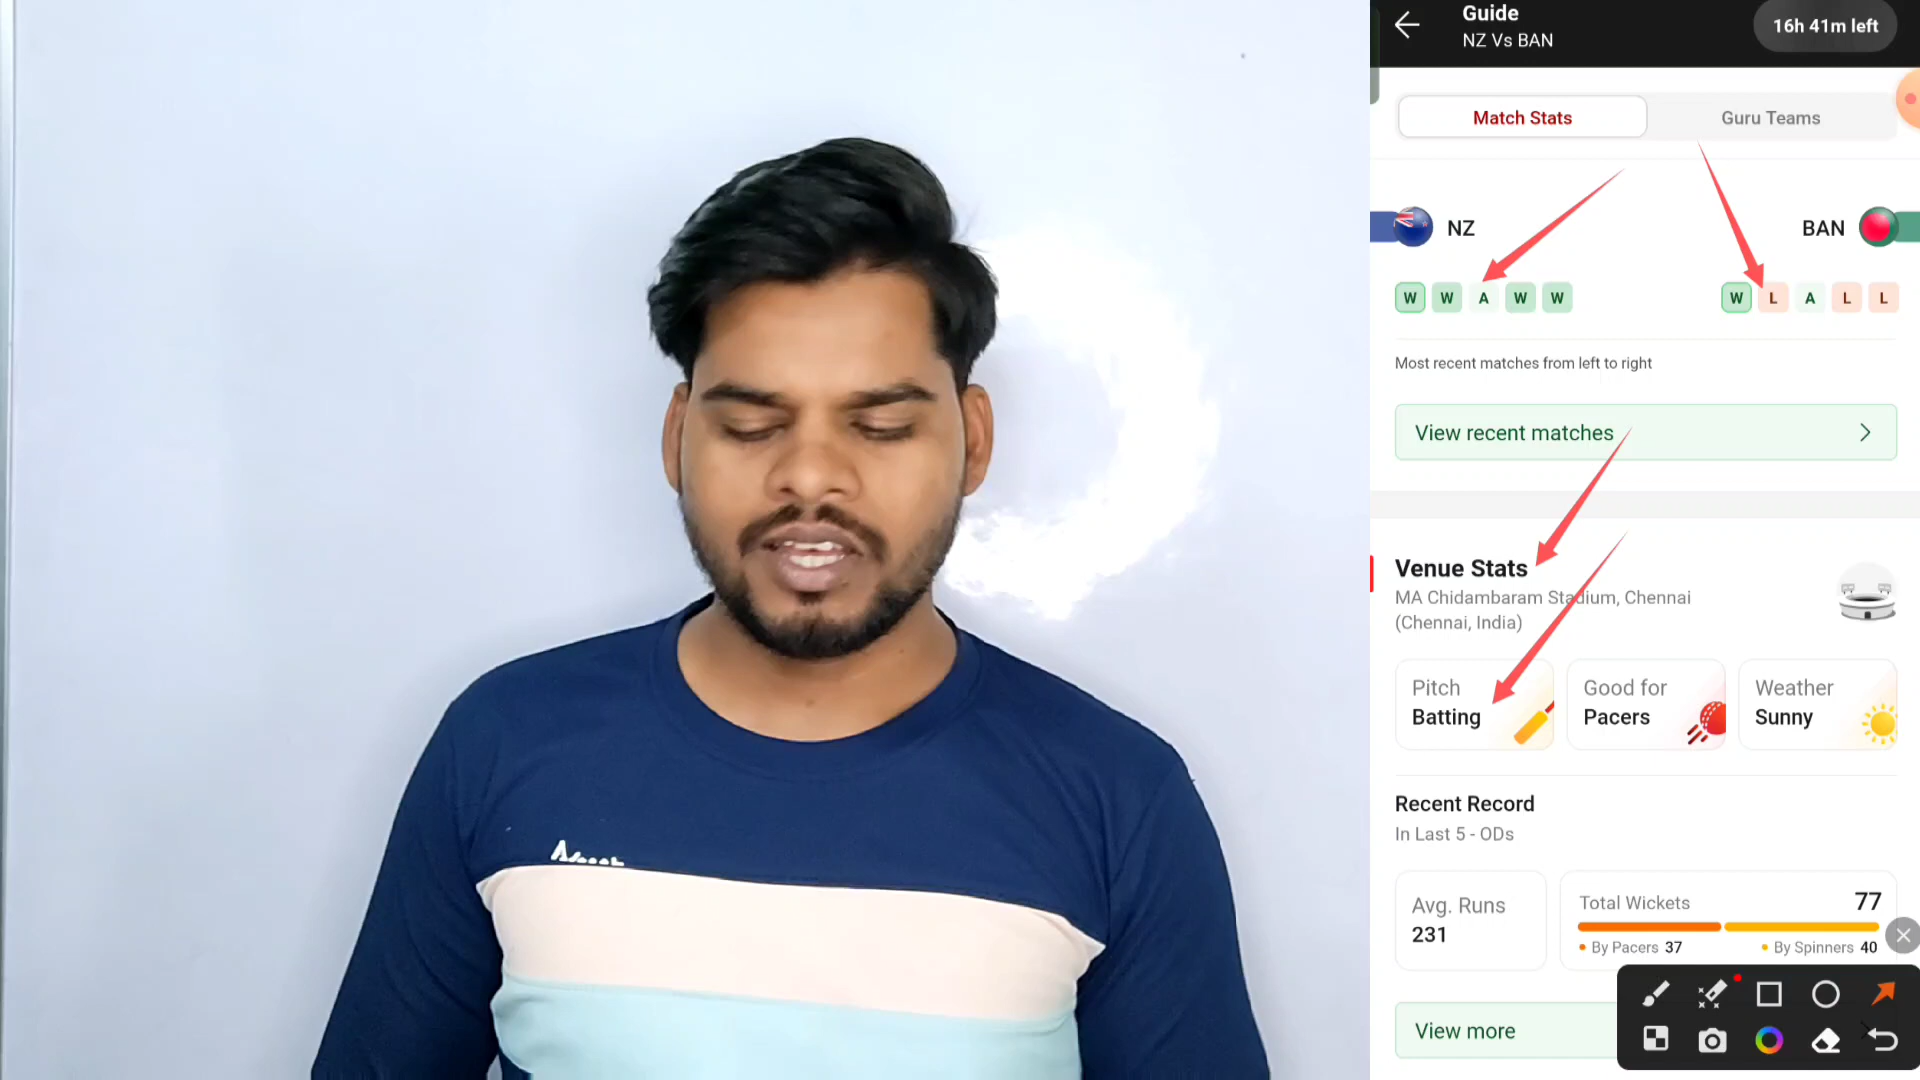 Guide
NZ Vs BAN
16h 41m left
Match Stats
Guru Teams
NZ
BAN
W W A W W
W L A L L
Most recent matches from left to right
View recent matches
Venue Stats
MA Chidambaram Stadium, Chennai
(Chennai, India)
Pitch
Batting
Good for
Pacers
Weather
Sunny
Recent Record
In Last 5 - ODs
Avg. Runs
231
Total Wickets 77
By Pacers 37
By Spinners 40
View more